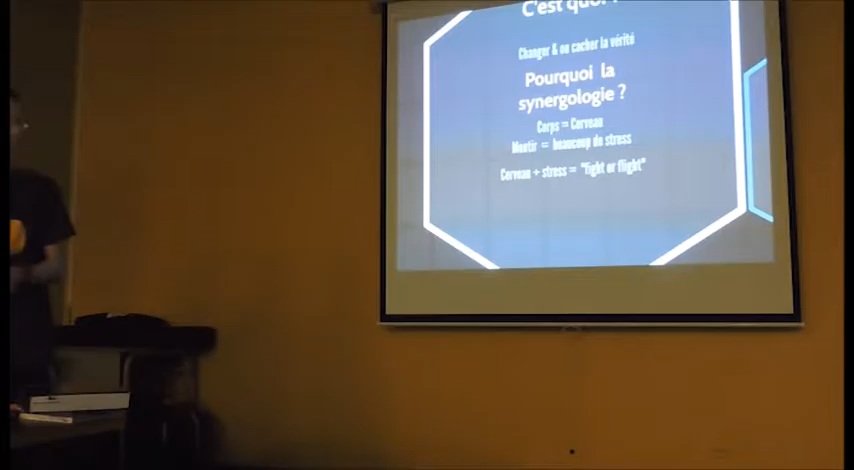 C'est quoi ?
Changer & ou cacher la vérité
Pourquoi la
synergologie ?
Corps = Cerveau
Mentir = beaucoup de stress
Cerveau + stress = "fight or flight"